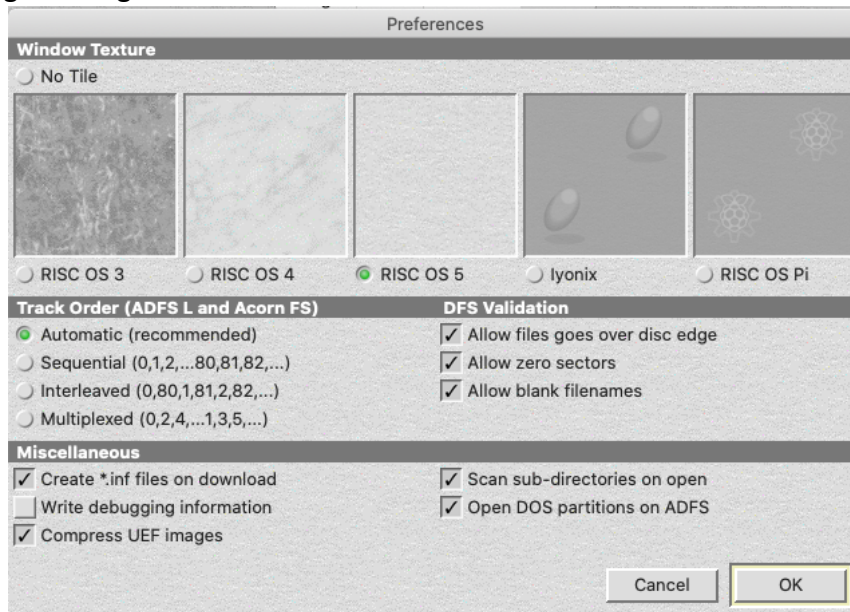 Preferences
Window Texture
No Tile
RISC OS 3 RISC OS 4 RISC OS 5 Iyonix RISC OS Pi
Track Order (ADFS L and Acorn FS)
Automatic (recommended)
Sequential (0,1,2,...80,81,82,...)
Interleaved (0,80,1,81,2,82,...)
Multiplexed (0,2,4,...1,3,5,...)
DFS Validation
Allow files goes over disc edge
Allow zero sectors
Allow blank filenames
Miscellaneous
Create *.inf files on download
Write debugging information
Compress UEF images
Scan sub-directories on open
Open DOS partitions on ADFS
Cancel OK